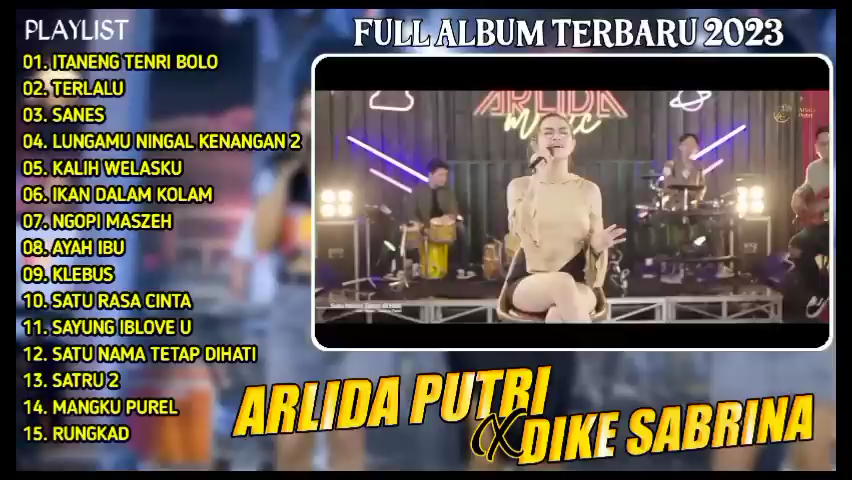 PLAYLIST
FULL ALBUM TERBARU 2023
01. ITANENG TENRI BOLO
02. TERLALU
03. SANES
04. LUNGAMU NINGAL KENANGAN 2
05. KALIH WELASKU
06. IKAN DALAM KOLAM
07. NGOPI MASZEH
08. AYAH IBU
09. KLEBUS
10. SATU RASA CINTA
11. SAYUNG IBLOVE U
12. SATU NAMA TETAP DIHATI
13. SATRU 2
14. MANGKU PUREL
15. RUNGKAD
ARLIDA
music
Arlida
Putri
ARLIDA PUTRI
X DIKE SABRINA